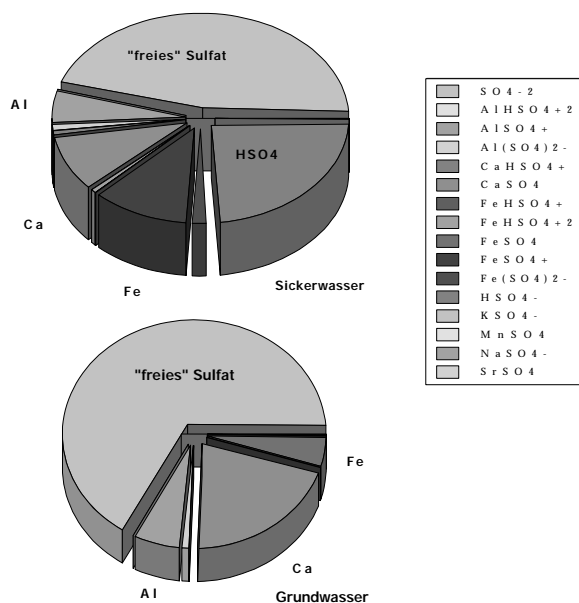 "freies" Sulfat
Al
HSO4
Ca
Fe
Sickerwasser
SO4-2
AlHSO4+2
AlSO4+
Al(SO4)2-
CaHSO4+
CaSO4
FeHSO4+
FeHSO4+2
FeSO4
FeSO4+
Fe(SO4)2-
HSO4-
KSO4-
MnSO4
NaSO4-
SrSO4
"freies" Sulfat
Fe
Ca
Al
Grundwasser